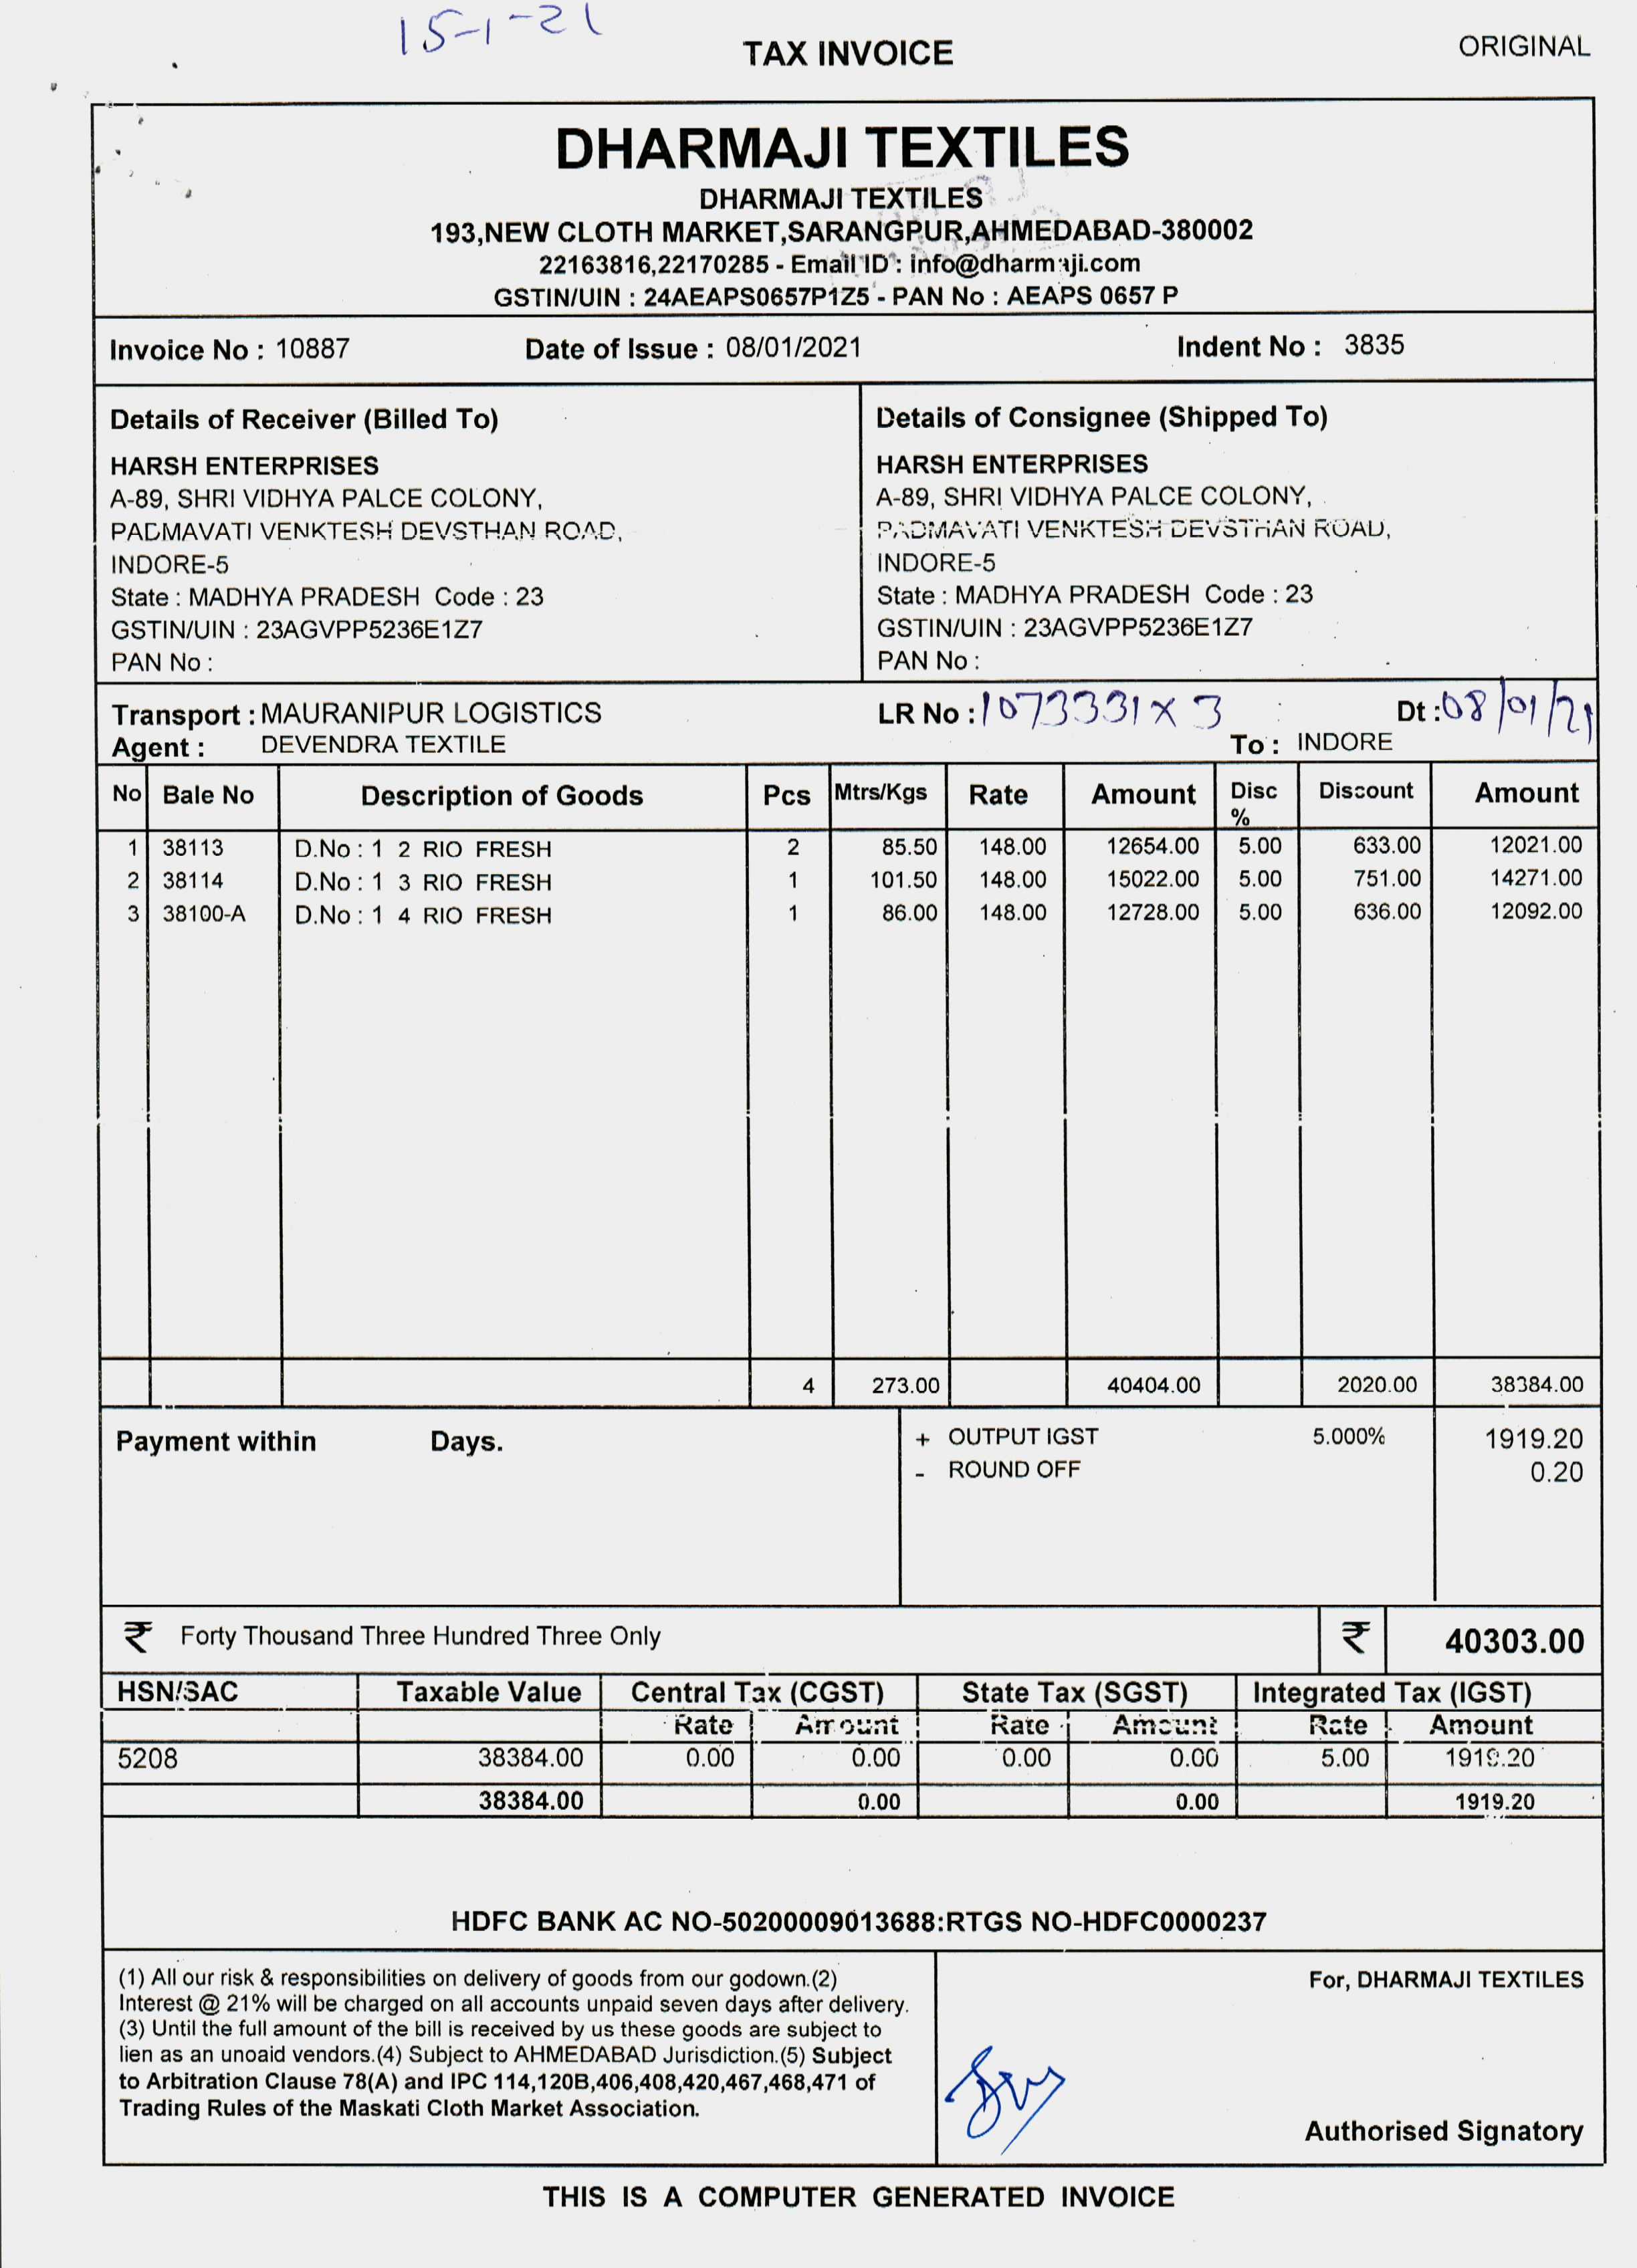 15-1-21
TAX INVOICE
ORIGINAL
DHARMAJI TEXTILES
DHARMAJI TEXTILES
193,NEW CLOTH MARKET,SARANGPUR,AHMEDABAD-380002
22163816,22170285 - Email ID : info@dharmaji.com
GSTIN/UIN : 24AEAPS0657P1Z5 - PAN No : AEAPS 0657 P
Invoice No : 10887 Date of Issue : 08/01/2021 Indent No : 3835
Details of Receiver (Billed To)
HARSH ENTERPRISES
A-89, SHRI VIDHYA PALCE COLONY,
PADMAVATI VENKTESH DEVSTHAN ROAD,
INDORE-5
State : MADHYA PRADESH Code : 23
GSTIN/UIN : 23AGVPP5236E1Z7
PAN No :
Details of Consignee (Shipped To)
HARSH ENTERPRISES
A-89, SHRI VIDHYA PALCE COLONY,
PADMAVATI VENKTESH DEVSTHAN ROAD,
INDORE-5
State : MADHYA PRADESH Code : 23
GSTIN/UIN : 23AGVPP5236E1Z7
PAN No :
Transport : MAURANIPUR LOGISTICS LR No : 1073331 x 3 Dt : 08/01/21
Agent : DEVENDRA TEXTILE To : INDORE
No Bale No Description of Goods Pcs Mtrs/Kgs Rate Amount Disc % Discount Amount
1 38113 D.No : 1 2 RIO FRESH 2 85.50 148.00 12654.00 5.00 633.00 12021.00
2 38114 D.No : 1 3 RIO FRESH 1 101.50 148.00 15022.00 5.00 751.00 14271.00
3 38100-A D.No : 1 4 RIO FRESH 1 86.00 148.00 12728.00 5.00 636.00 12092.00
4 273.00 40404.00 2020.00 38384.00
Payment within Days.
+ OUTPUT IGST 5.000% 1919.20
- ROUND OFF 0.20
₹ Forty Thousand Three Hundred Three Only ₹ 40303.00
HSN/SAC Taxable Value Central Tax (CGST) State Tax (SGST) Integrated Tax (IGST)
Rate Amount Rate Amount Rate Amount
5208 38384.00 0.00 0.00 0.00 0.00 5.00 1919.20
38384.00 0.00 0.00 1919.20
HDFC BANK AC NO-50200009013688:RTGS NO-HDFC0000237
(1) All our risk & responsibilities on delivery of goods from our godown.(2)
Interest @ 21% will be charged on all accounts unpaid seven days after delivery.
(3) Until the full amount of the bill is received by us these goods are subject to
lien as an unoaid vendors.(4) Subject to AHMEDABAD Jurisdiction.(5) Subject
to Arbitration Clause 78(A) and IPC 114,120B,406,408,420,467,468,471 of
Trading Rules of the Maskati Cloth Market Association.
For, DHARMAJI TEXTILES
Authorised Signatory
THIS IS A COMPUTER GENERATED INVOICE